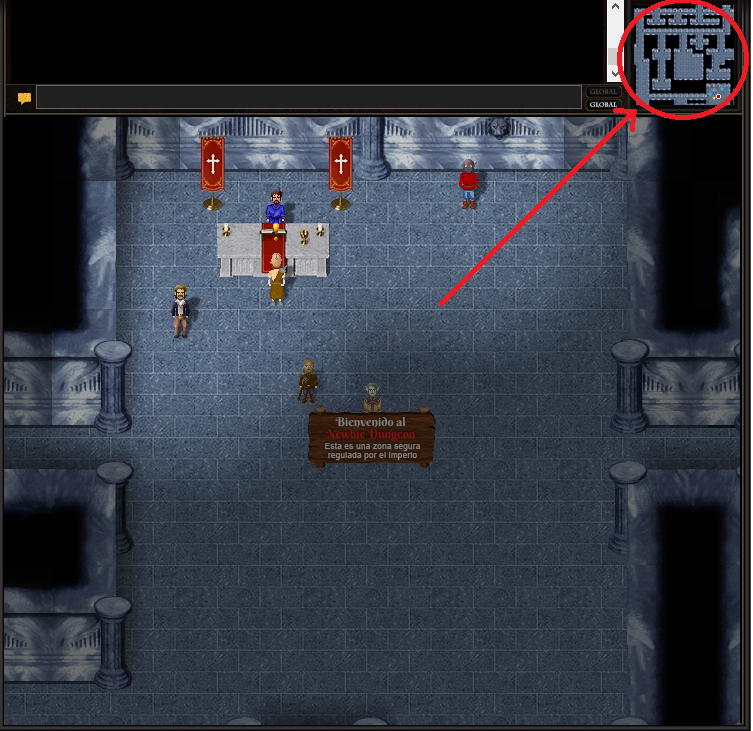 GLOBAL
GLOBAL
Bienvenido al
Newbie Dungeon
Esta es una zona segura
regulada por el Imperio